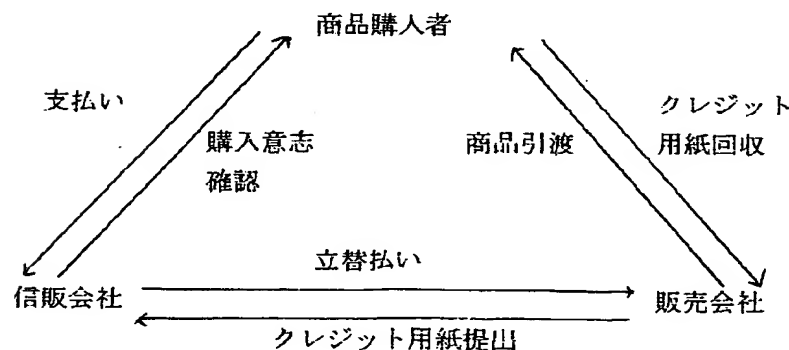 商品購入者
支払い
クレジット
用紙回収
購入意志
確認
商品引渡
立替払い
信販会社
販売会社
クレジット用紙提出